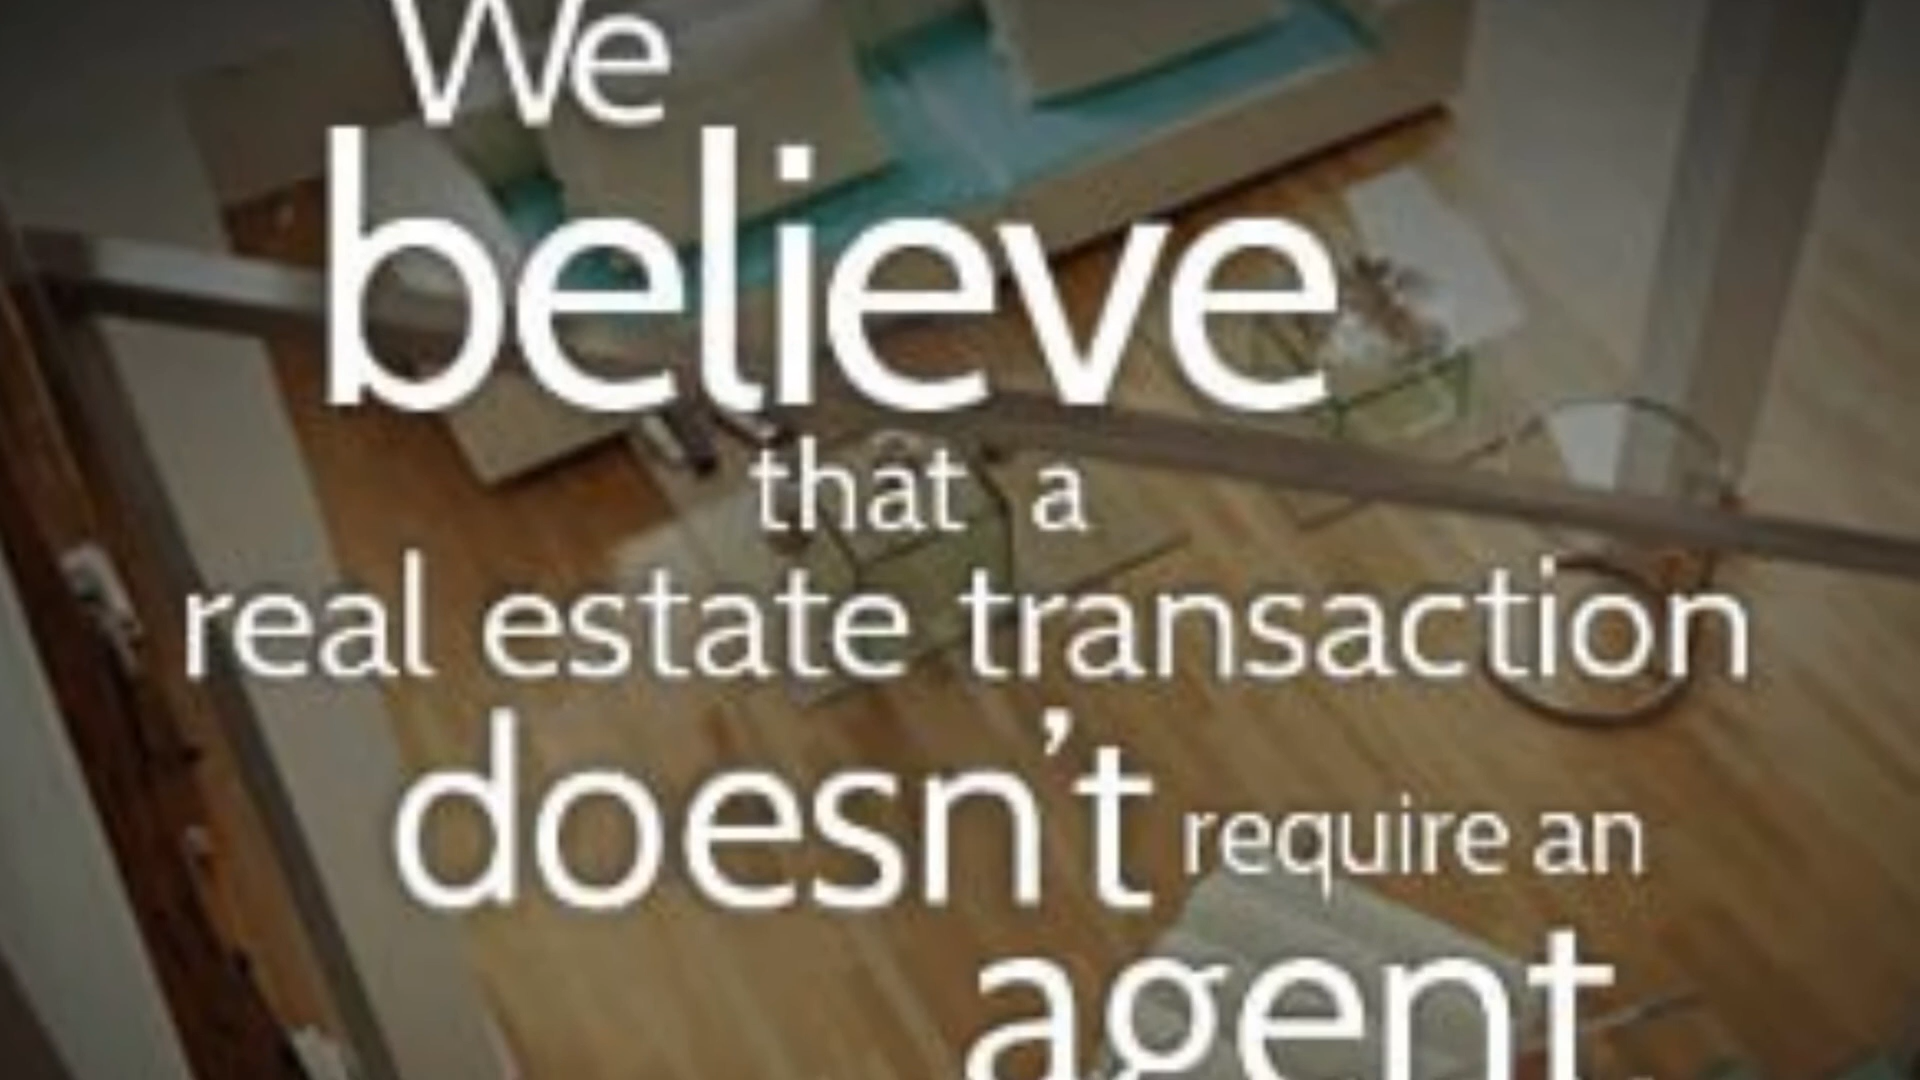 We
believe
that a
real estate transaction
doesn't require an
agent.